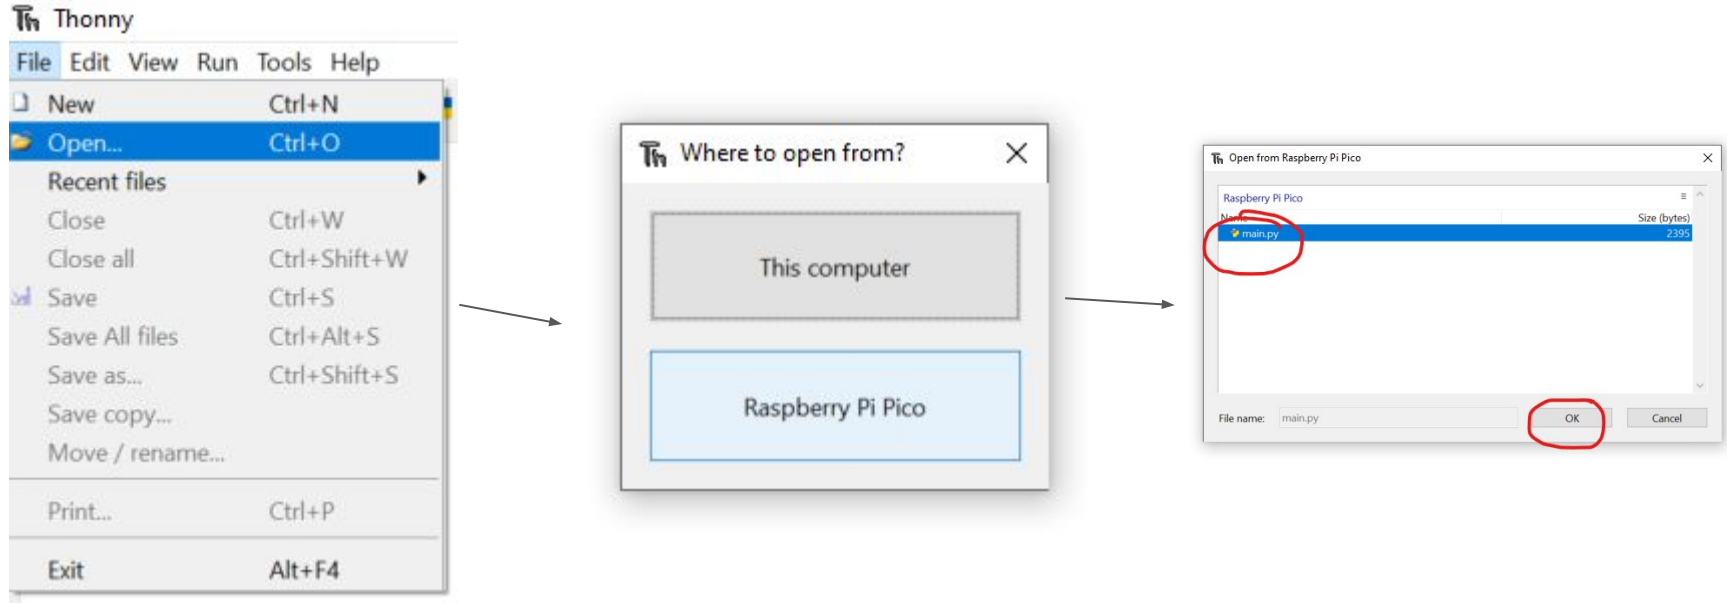 Thonny
File Edit View Run Tools Help
New Ctrl+N
Open... Ctrl+O
Recent files
Close Ctrl+W
Close all Ctrl+Shift+W
Save Ctrl+S
Save All files Ctrl+Alt+S
Save as... Ctrl+Shift+S
Save copy...
Move / rename...
Print... Ctrl+P
Exit Alt+F4
Where to open from?
This computer
Raspberry Pi Pico
Open from Raspberry Pi Pico
Raspberry Pi Pico
Name Size (bytes)
main.py 2395
File name: main.py OK Cancel